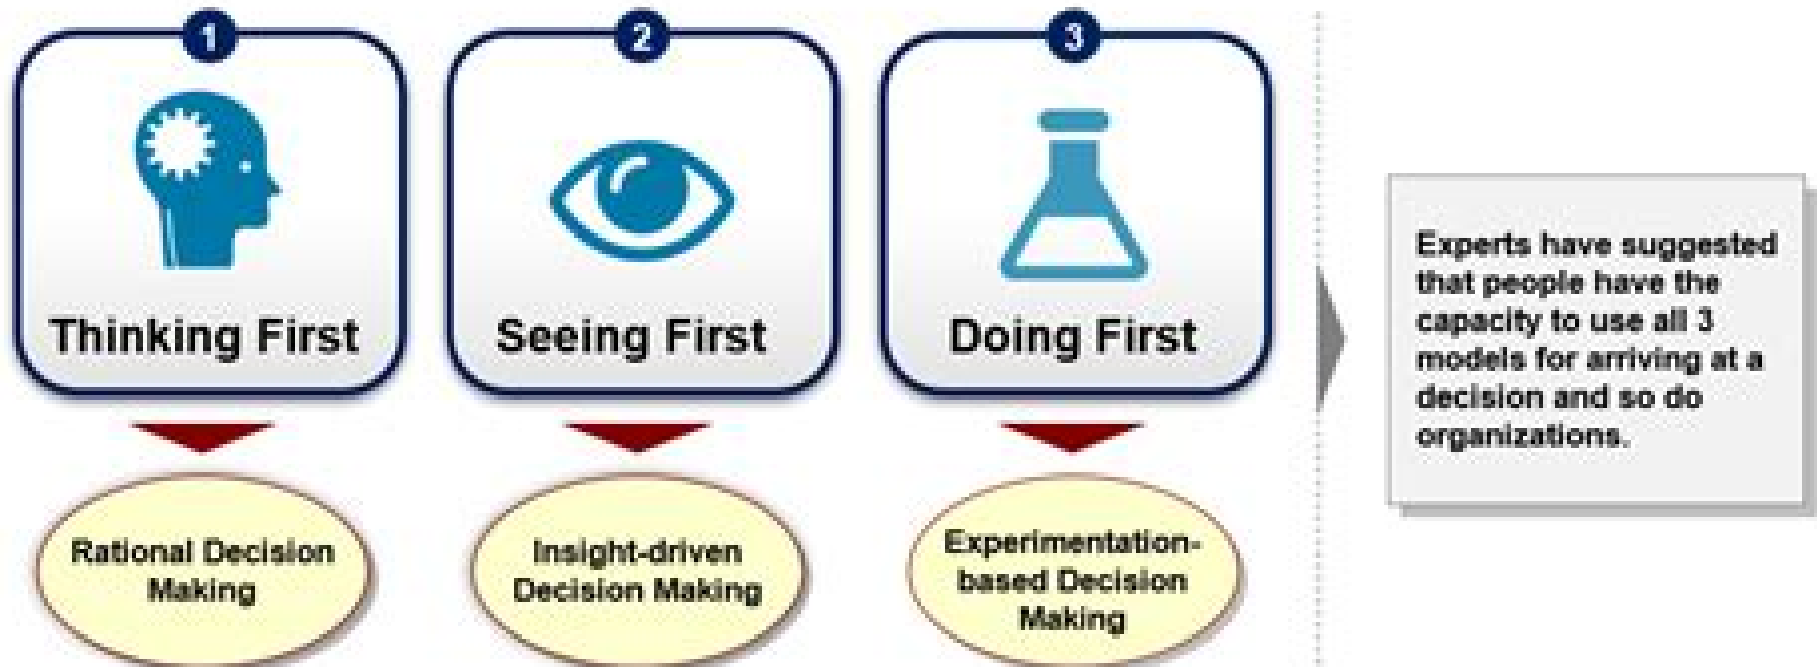 1
Thinking First
Rational Decision
Making
2
Seeing First
Insight-driven
Decision Making
3
Doing First
Experimentation-
based Decision
Making
Experts have suggested
that people have the
capacity to use all 3
models for arriving at a
decision and so do
organizations.